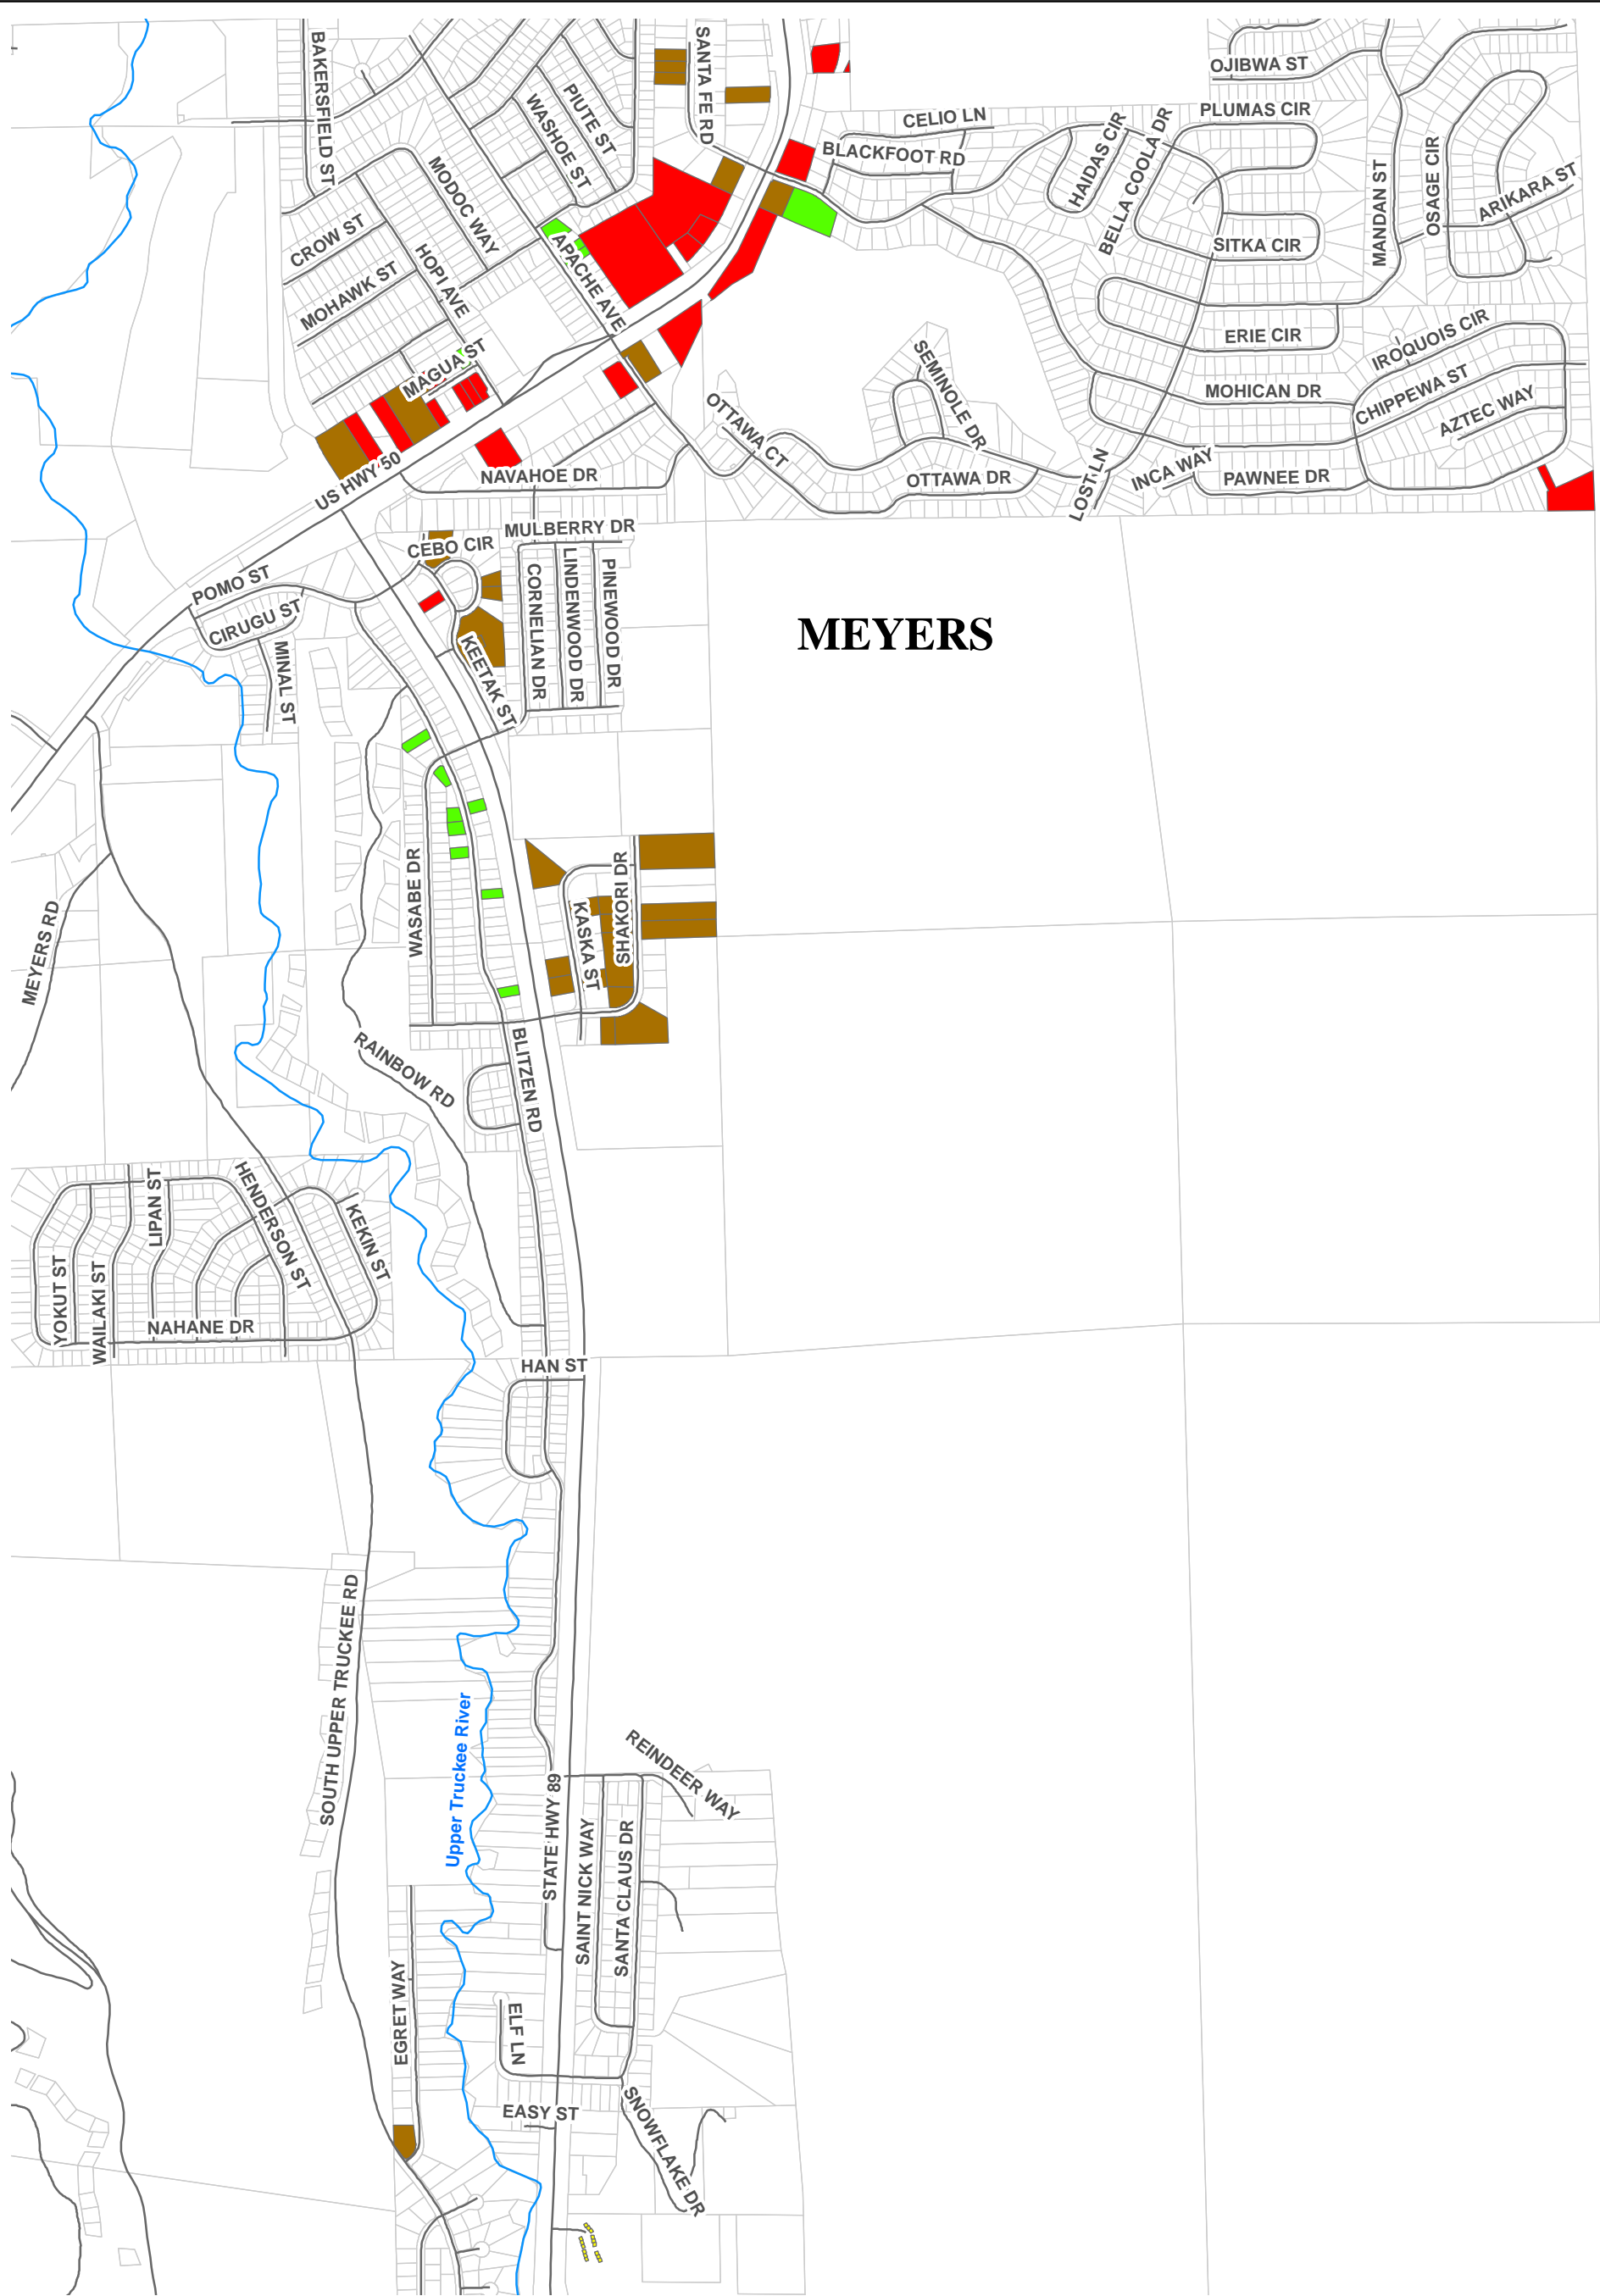 BAKERSFIELD ST
SANTA FE RD
PIUTE ST
WASHOE ST
OJIBWA ST
PLUMAS CIR
CELIO LN
BLACKFOOT RD
HAIDAS CIR
BELLA COOLA DR
MANDAN ST
OSAGE CIR
ARIKARA ST
MODOC WAY
CROW ST
HOPI AVE
APACHE AVE
SITKA CIR
MOHAWK ST
ERIE CIR
IROQUOIS CIR
MAGUA ST
SEMINOLE DR
MOHICAN DR
CHIPPEWA ST
AZTEC WAY
OTTAWA CT
US HWY 50
NAVAHOE DR
OTTAWA DR
LOST LN
INCA WAY
PAWNEE DR
MULBERRY DR
CEBO CIR
POMO ST
CIRUGU ST
CORNELIAN DR
LINDENWOOD DR
PINEWOOD DR
MEYERS
MINAL ST
KEETAK ST
WASABE DR
SHAKORI DR
KASKA ST
MEYERS RD
RAINBOW RD
BLITZEN RD
LIPAN ST
HENDERSON ST
KEKIN ST
YOKUT ST
WAILAKI ST
NAHANE DR
HAN ST
SOUTH UPPER TRUCKEE RD
Upper Truckee River
REINDEER WAY
STATE HWY 89
SAINT NICK WAY
SANTA CLAUS DR
EGRET WAY
ELF LN
EASY ST
SNOWFLAKE DR